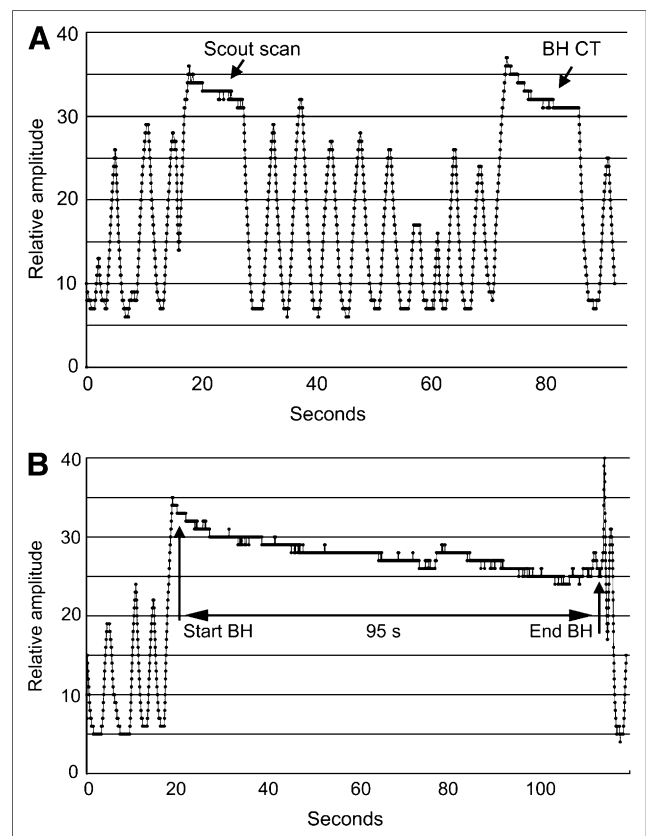 A
Relative amplitude
40
30
20
10
0
Scout scan
BH CT
0 20 40 60 80
Seconds
B
Relative amplitude
40
30
20
10
0
Start BH
95 s
End BH
0 20 40 60 80 100
Seconds